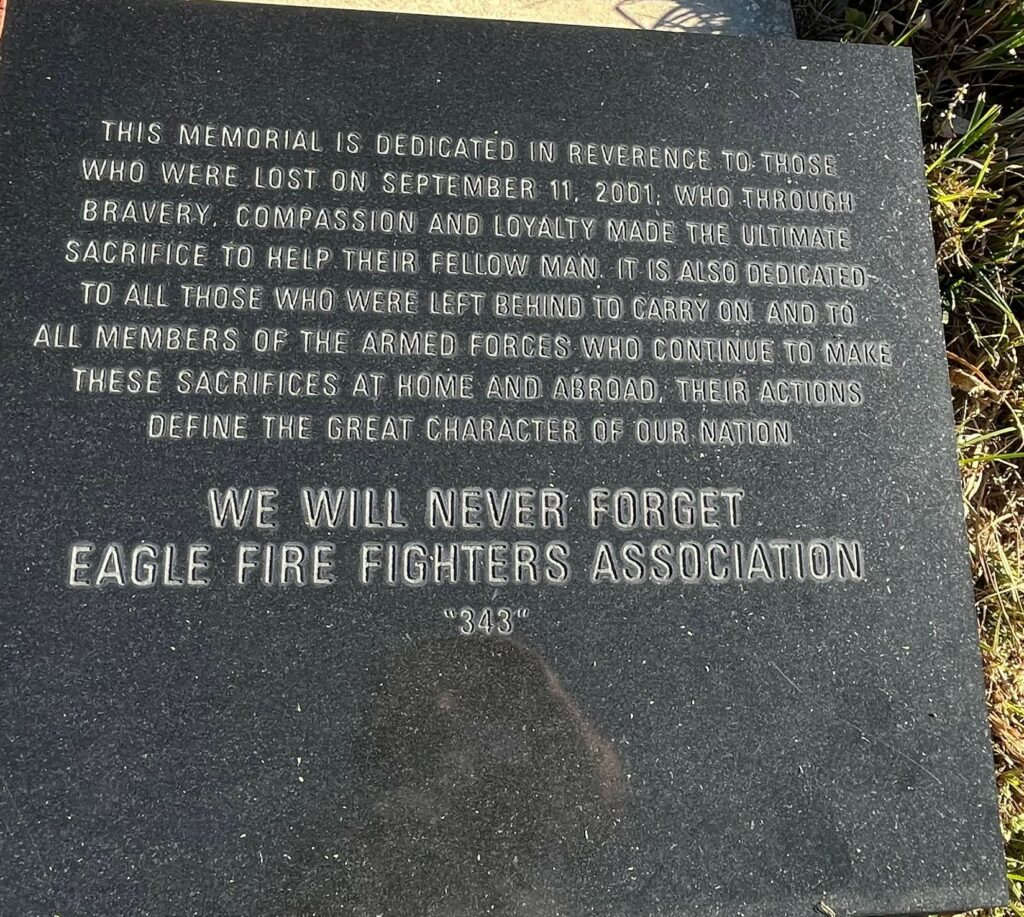 THIS MEMORIAL IS DEDICATED IN REVERENCE TO THOSE
WHO WERE LOST ON SEPTEMBER 11, 2001; WHO THROUGH
BRAVERY, COMPASSION AND LOYALTY MADE THE ULTIMATE
SACRIFICE TO HELP THEIR FELLOW MAN. IT IS ALSO DEDICATED
TO ALL THOSE WHO WERE LEFT BEHIND TO CARRY ON AND TO
ALL MEMBERS OF THE ARMED FORCES WHO CONTINUE TO MAKE
THESE SACRIFICES AT HOME AND ABROAD, THEIR ACTIONS
DEFINE THE GREAT CHARACTER OF OUR NATION
WE WILL NEVER FORGET
EAGLE FIRE FIGHTERS ASSOCIATION
"343"